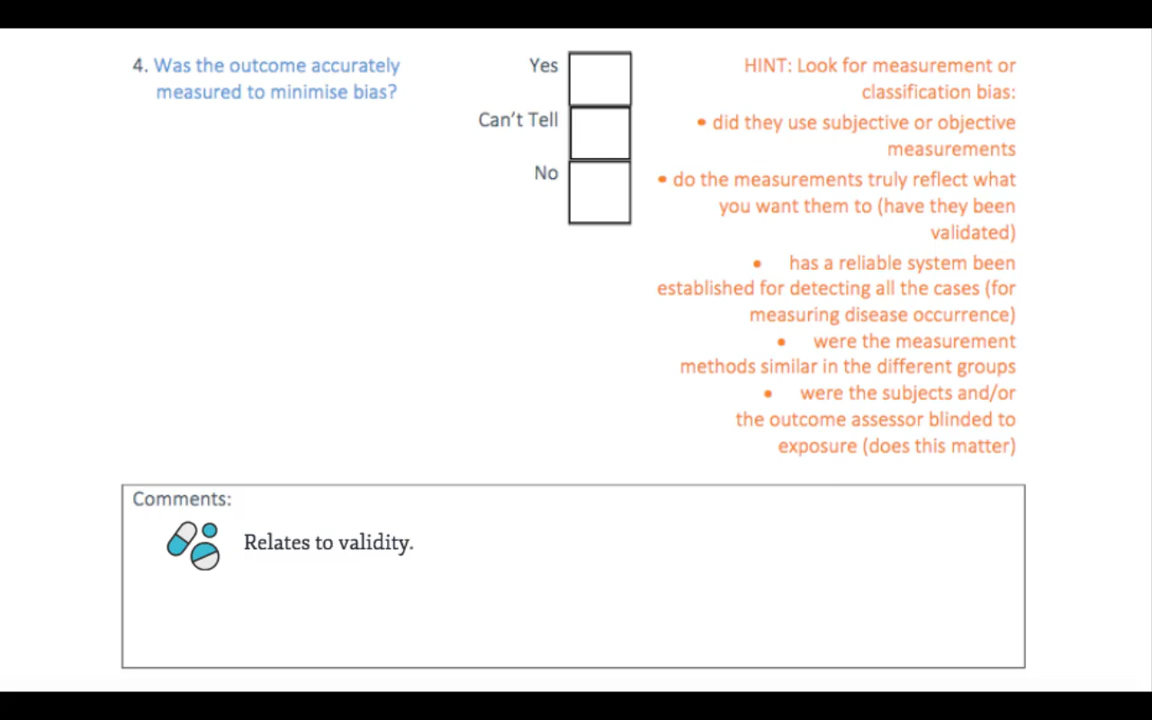 4. Was the outcome accurately
measured to minimise bias?
Yes
Can't Tell
No
HINT: Look for measurement or
classification bias:
• did they use subjective or objective
measurements
• do the measurements truly reflect what
you want them to (have they been
validated)
• has a reliable system been
established for detecting all the cases (for
measuring disease occurrence)
• were the measurement
methods similar in the different groups
• were the subjects and/or
the outcome assessor blinded to
exposure (does this matter)
Comments:
Relates to validity.